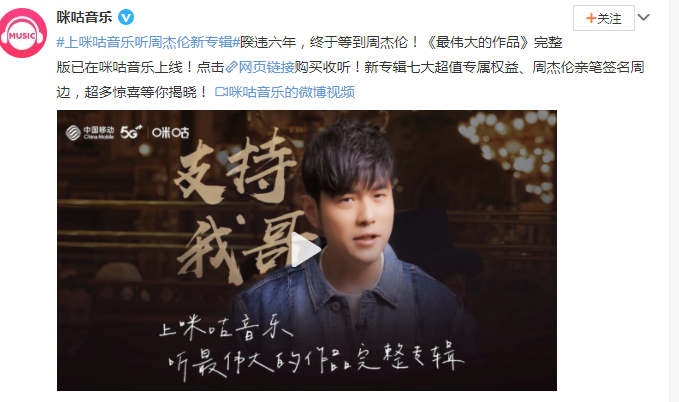 咪咕音乐
+关注
MUSIC
#上咪咕音乐听周杰伦新专辑#暌违六年，终于等到周杰伦！《最伟大的作品》完整
版已在咪咕音乐上线！点击网页链接购买收听！新专辑七大超值专属权益、周杰伦亲笔签名周
边，超多惊喜等你揭晓！ 咪咕音乐的微博视频
中国移动 China Mobile 5G++ 咪咕
支持
我哥
上咪咕音乐
听最伟大的作品完整专辑